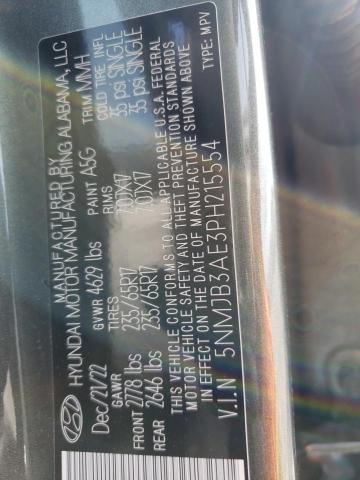 MANUFACTURED BY
HYUNDAI MOTOR MANUFACTURING ALABAMA, LLC
Dec/21/22 PAINT A5G TRIM MMH
GVWR 4629 lbs
GAWR TIRES RIMS COLD TIRE INFL
FRONT 2778 lbs 235/65R17 7.0JX17 35 psi SINGLE
REAR 2646 lbs 235/65R17 7.0JX17 35 psi SINGLE
THIS VEHICLE CONFORMS TO ALL APPLICABLE U.S.A. FEDERAL
MOTOR VEHICLE SAFETY AND THEFT PREVENTION STANDARDS
IN EFFECT ON THE DATE OF MANUFACTURE SHOWN ABOVE.
V.I.N 5NMJB3AE3PH215554 TYPE: MPV